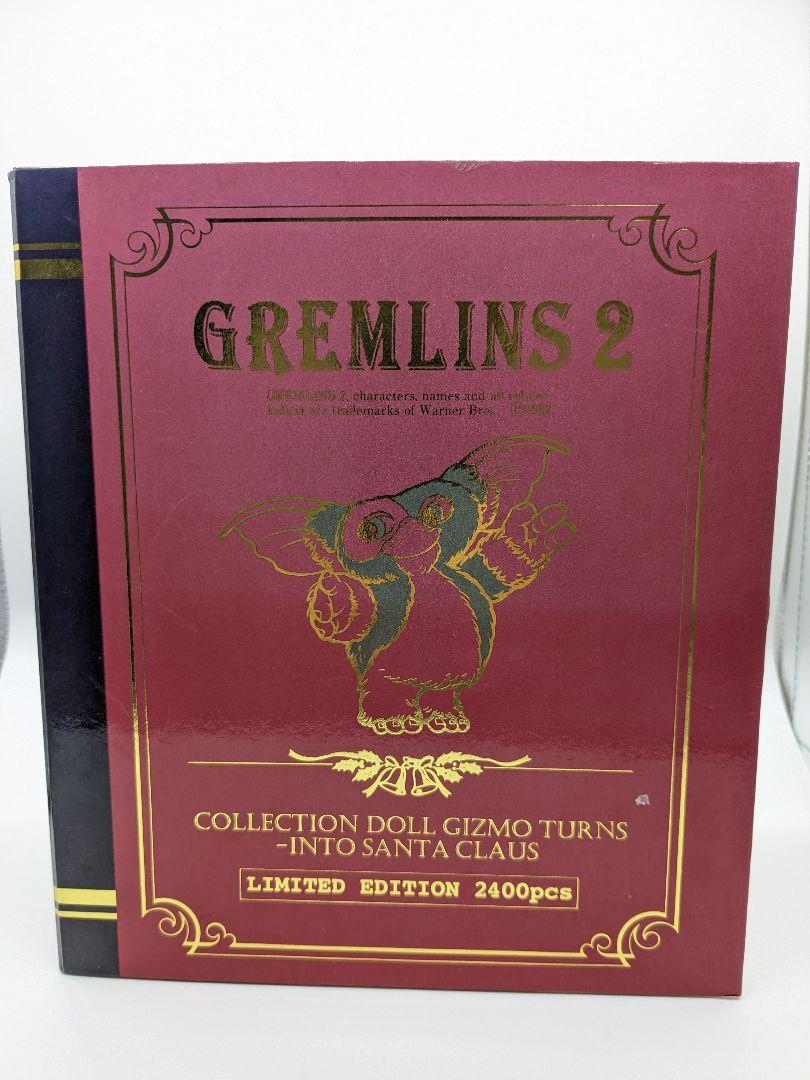 GREMLINS 2
GREMLINS 2, characters, names and all related
indicia are trademarks of Warner Bros.
COLLECTION DOLL GIZMO TURNS
-INTO SANTA CLAUS
LIMITED EDITION 2400pcs